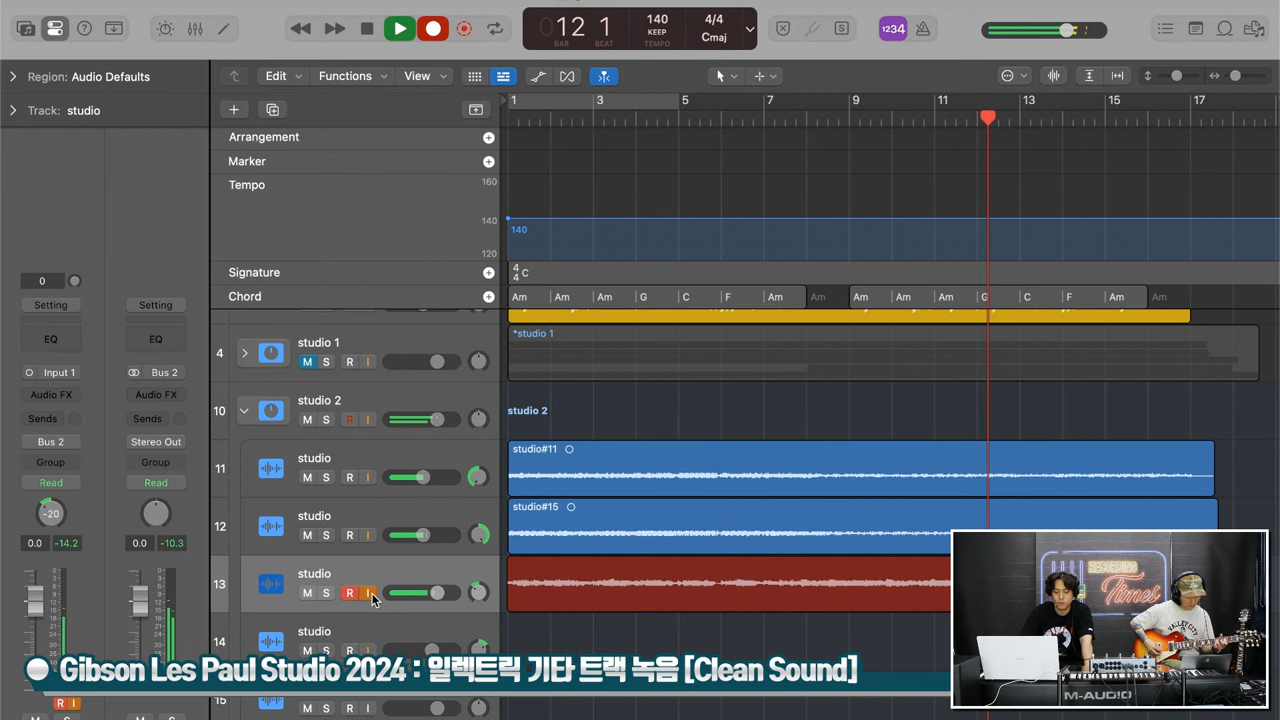 12 1
BAR BEAT
140
KEEP
TEMPO
4/4
Cmaj
1234
Region: Audio Defaults
Edit Functions View
Track: studio
1 3 5 7 9 11 13 15 17
Arrangement
Marker
Tempo
160
140
120
140
0
Signature
4
4 C
Setting Setting
Chord
Am Am Am G C F Am Am Am Am Am G C F Am Am
EQ EQ
4
studio 1
M S R I
*studio 1
Input 1 Bus 2
Audio FX Audio FX
Sends Sends
10
studio 2
M S R I
studio 2
Bus 2 Stereo Out
Group Group
Read Read
11
studio
M S R I
studio#11
-20
12
studio
M S R I
studio#15
0.0 -14.2 0.0 -10.3
13
studio
M S R I
14
studio
15
M S R I
R I
M S M S
Times
VALLEY CITY
M-AUDIO
Gibson Les Paul Studio 2024 : 일렉트릭 기타 트랙 녹음 [Clean Sound]